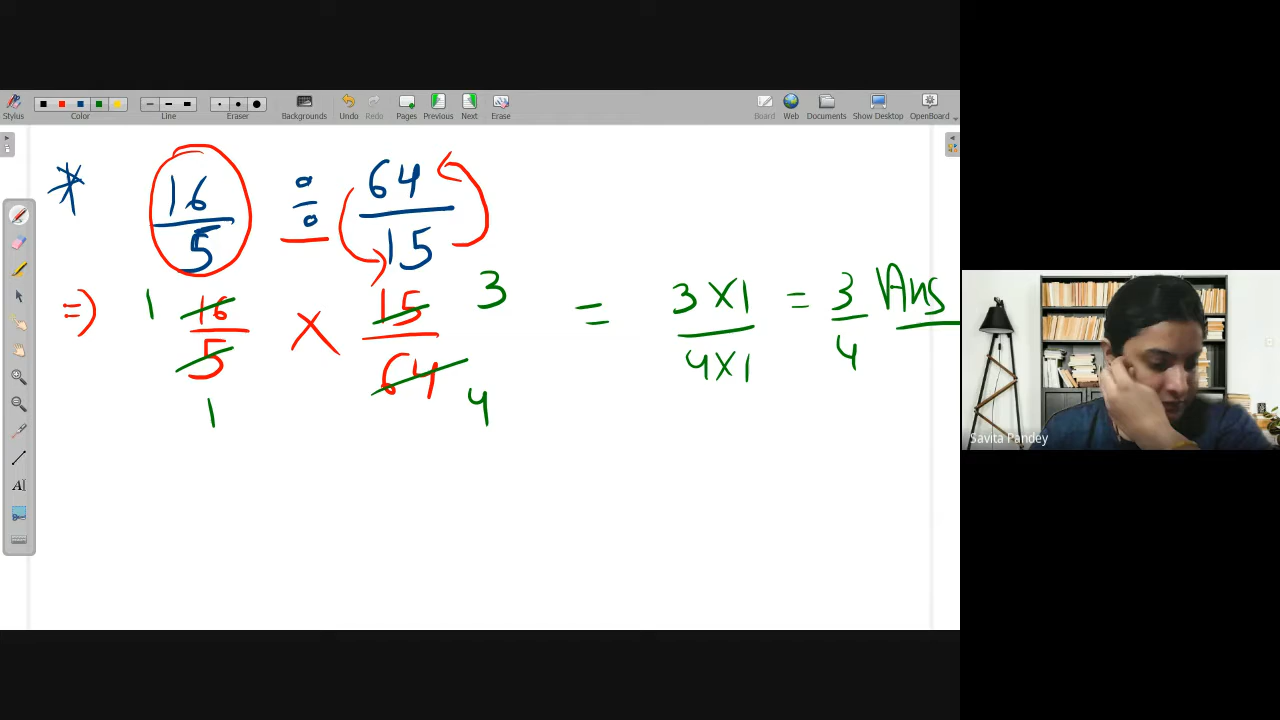 Stylus Color Line Eraser Backgrounds Undo Redo Pages Previous Next Erase Board Web Documents Show Desktop OpenBoard
* 16/5 ÷ 64/15
=) 1 16/5 1 × 15/64 3 4 = 3×1/4×1 = 3/4 Ans
Savita Pandey